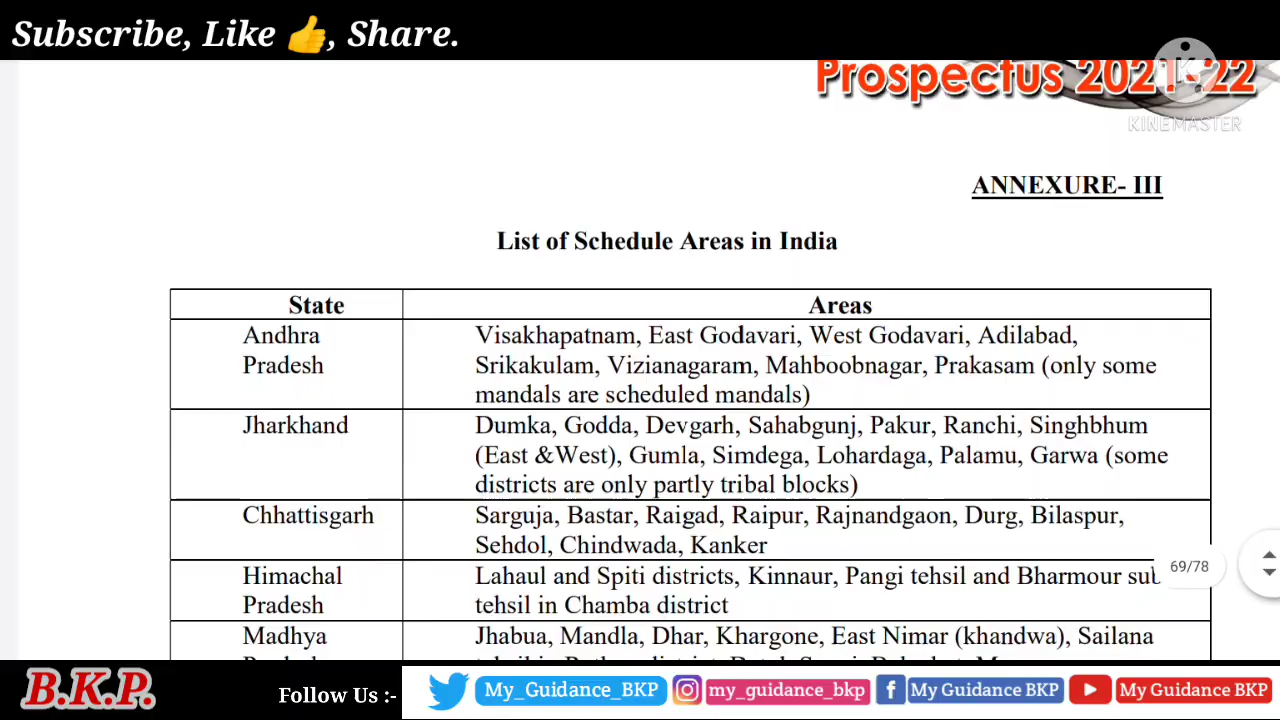 Subscribe, Like 👍, Share.
Prospectus 2021-22
KINEMASTER
ANNEXURE- III
List of Schedule Areas in India
State Areas
Andhra Pradesh Visakhapatnam, East Godavari, West Godavari, Adilabad,
Srikakulam, Vizianagaram, Mahboobnagar, Prakasam (only some
mandals are scheduled mandals)
Jharkhand Dumka, Godda, Devgarh, Sahabgunj, Pakur, Ranchi, Singhbhum
(East &West), Gumla, Simdega, Lohardaga, Palamu, Garwa (some
districts are only partly tribal blocks)
Chhattisgarh Sarguja, Bastar, Raigad, Raipur, Rajnandgaon, Durg, Bilaspur,
Sehdol, Chindwada, Kanker
Himachal Pradesh Lahaul and Spiti districts, Kinnaur, Pangi tehsil and Bharmour sub
tehsil in Chamba district
69/78
Madhya Jhabua, Mandla, Dhar, Khargone, East Nimar (khandwa), Sailana
B.K.P.
Follow Us :-
My_Guidance_BKP
my_guidance_bkp
My Guidance BKP
My Guidance BKP